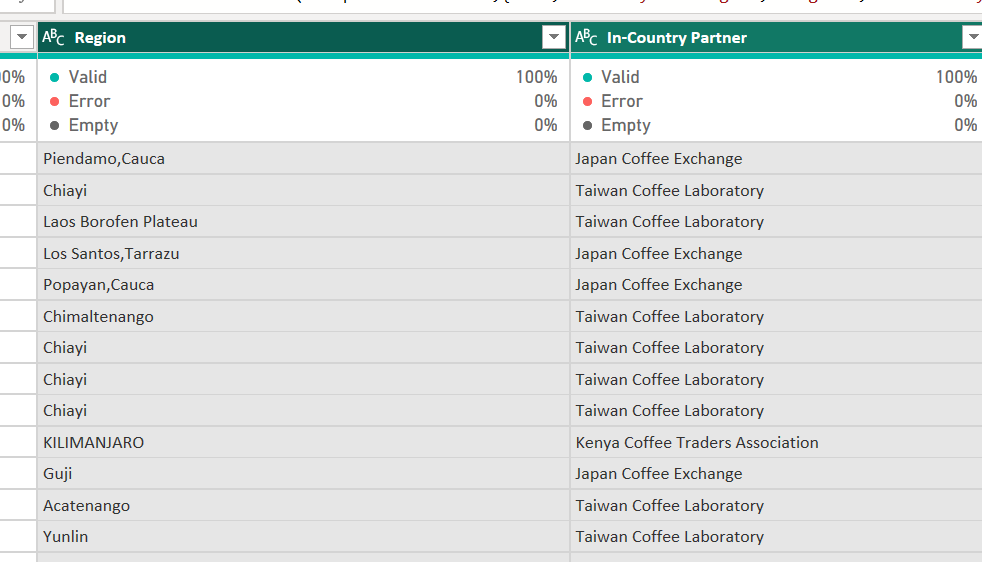 ABC Region ABC In-Country Partner
00% Valid 100% Valid 100%
0% Error 0% Error 0%
0% Empty 0% Empty 0%
Piendamo,Cauca Japan Coffee Exchange
Chiayi Taiwan Coffee Laboratory
Laos Borofen Plateau Taiwan Coffee Laboratory
Los Santos,Tarrazu Japan Coffee Exchange
Popayan,Cauca Japan Coffee Exchange
Chimaltenango Taiwan Coffee Laboratory
Chiayi Taiwan Coffee Laboratory
Chiayi Taiwan Coffee Laboratory
Chiayi Taiwan Coffee Laboratory
KILIMANJARO Kenya Coffee Traders Association
Guji Japan Coffee Exchange
Acatenango Taiwan Coffee Laboratory
Yunlin Taiwan Coffee Laboratory